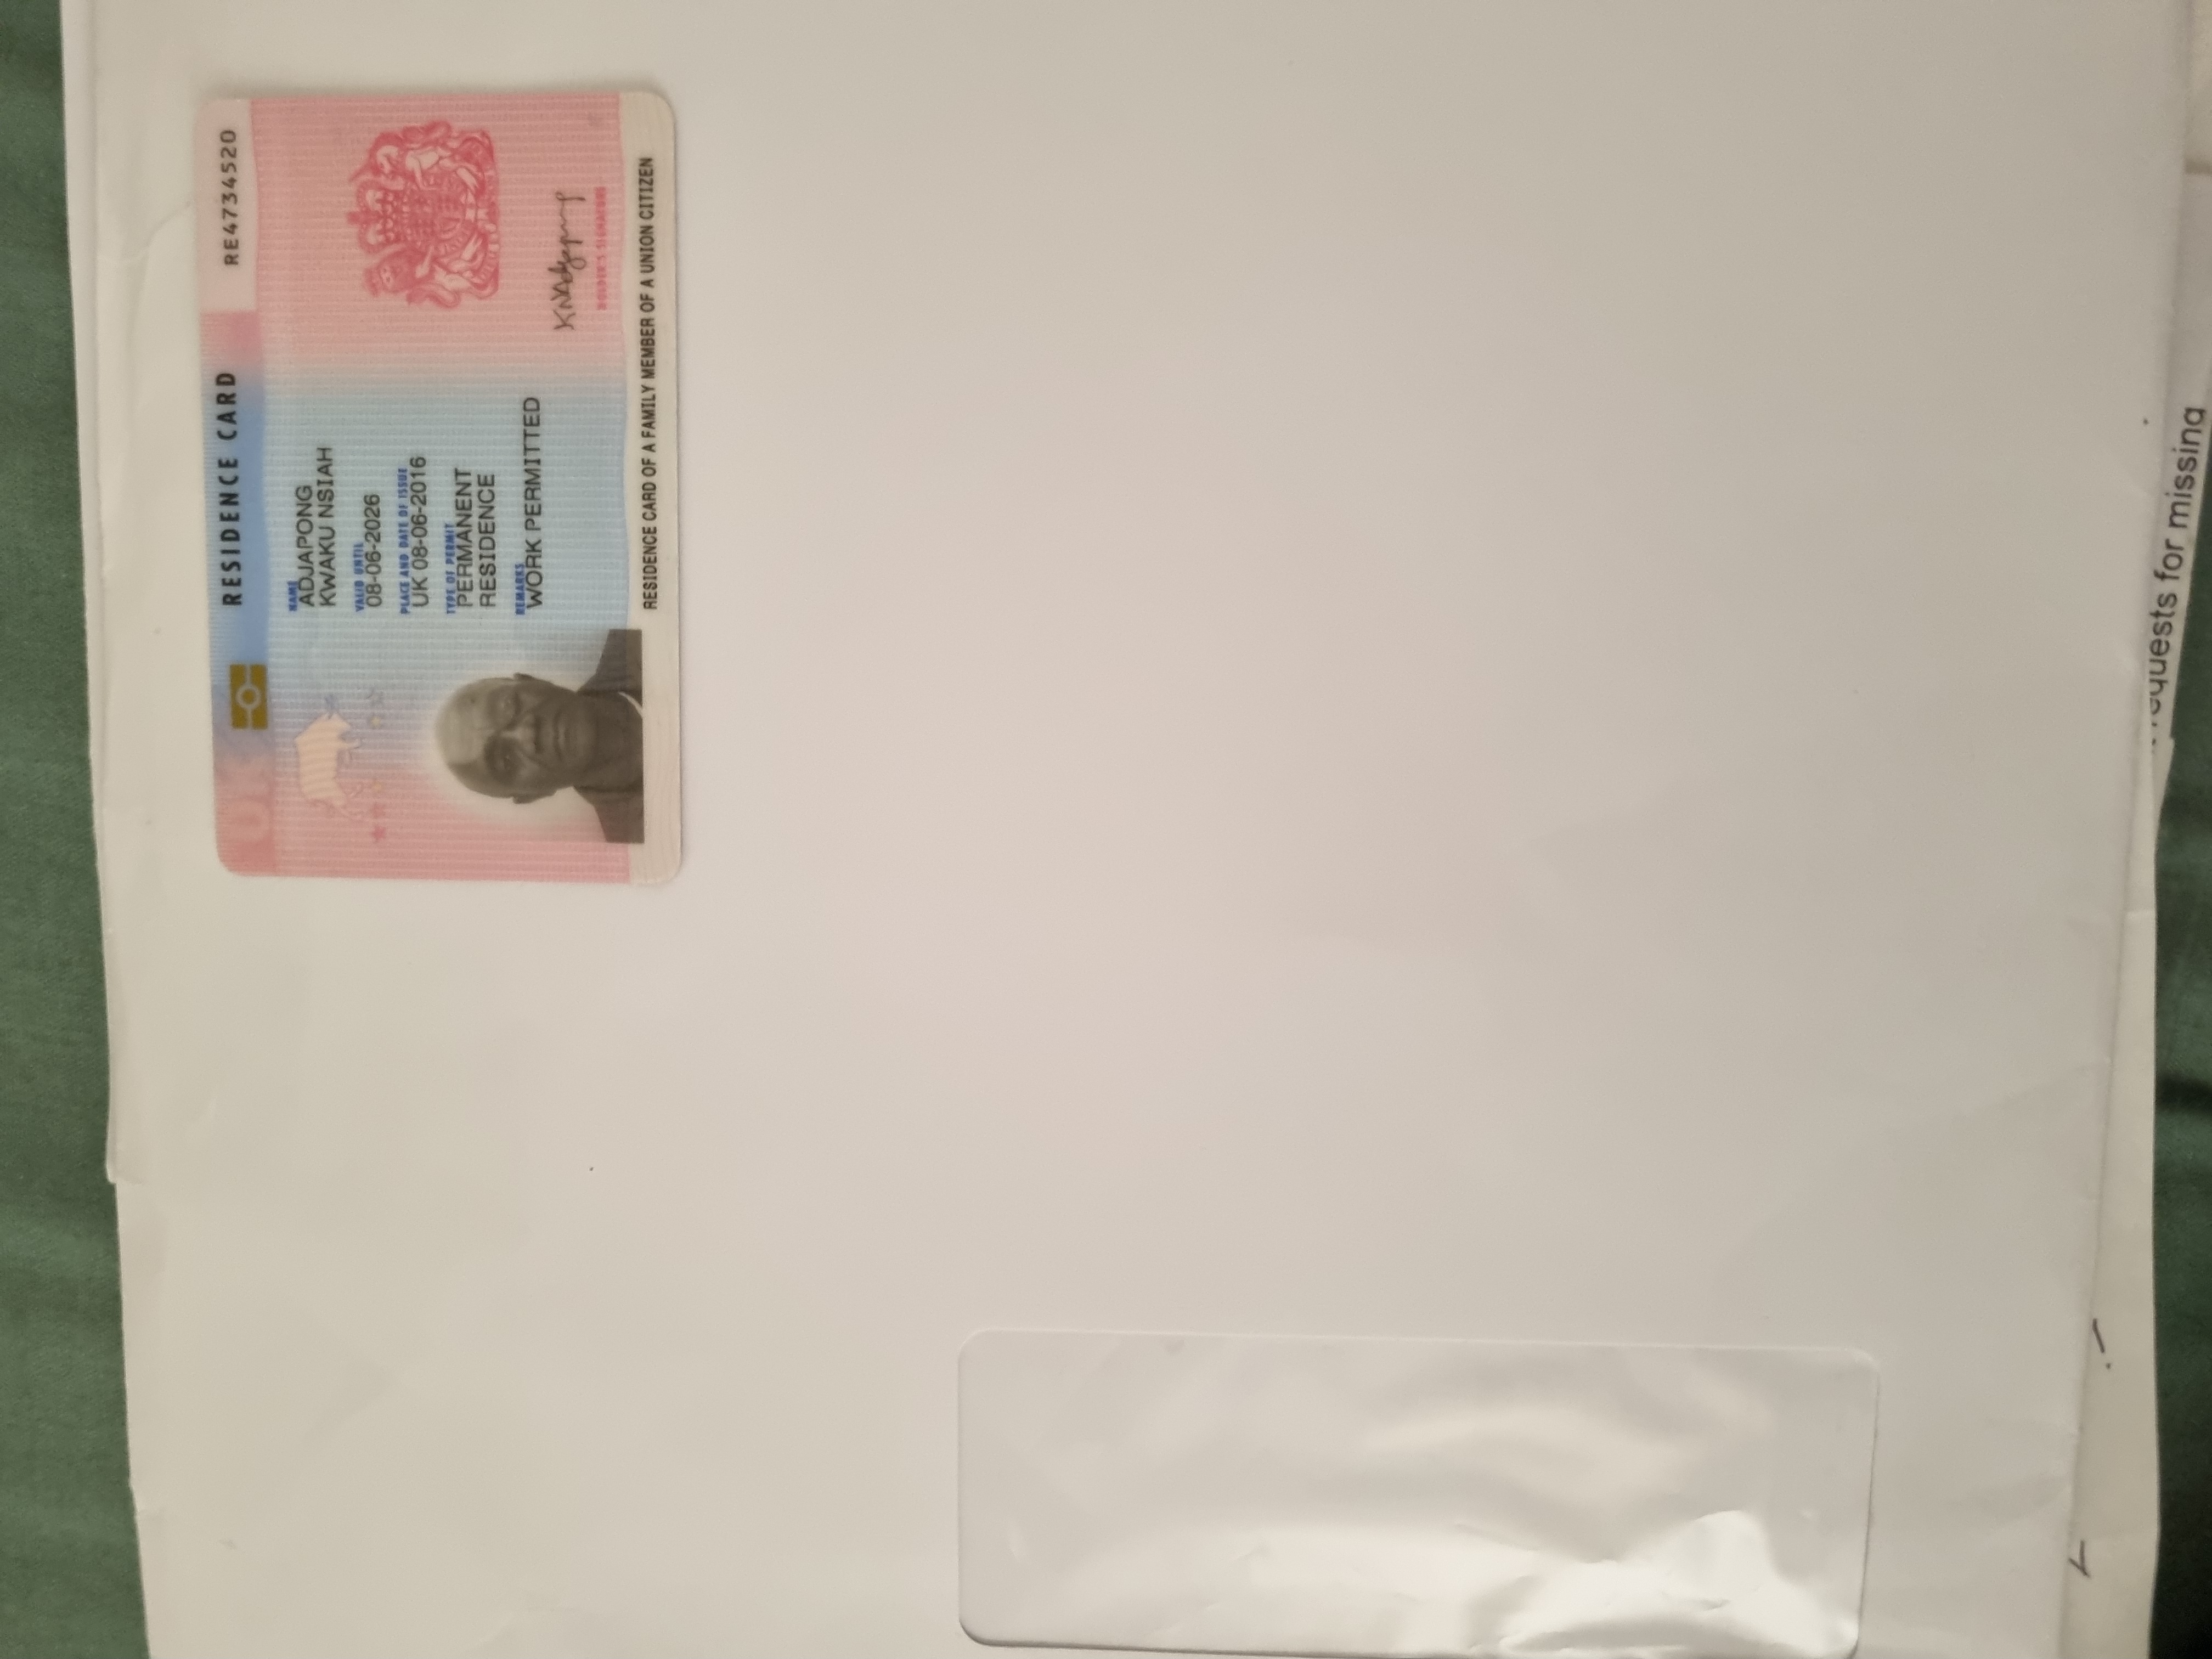 UK
RESIDENCE CARD
RE4734520
NAME
ADJAPONG
KWAKU NSIAH
VALID UNTIL
08-06-2026
PLACE AND DATE OF ISSUE
UK 08-06-2016
TYPE OF PERMIT
PERMANENT
RESIDENCE
REMARKS
WORK PERMITTED
KNAdjapong
HOLDER'S SIGNATURE
RESIDENCE CARD OF A FAMILY MEMBER OF A UNION CITIZEN
requests for missing